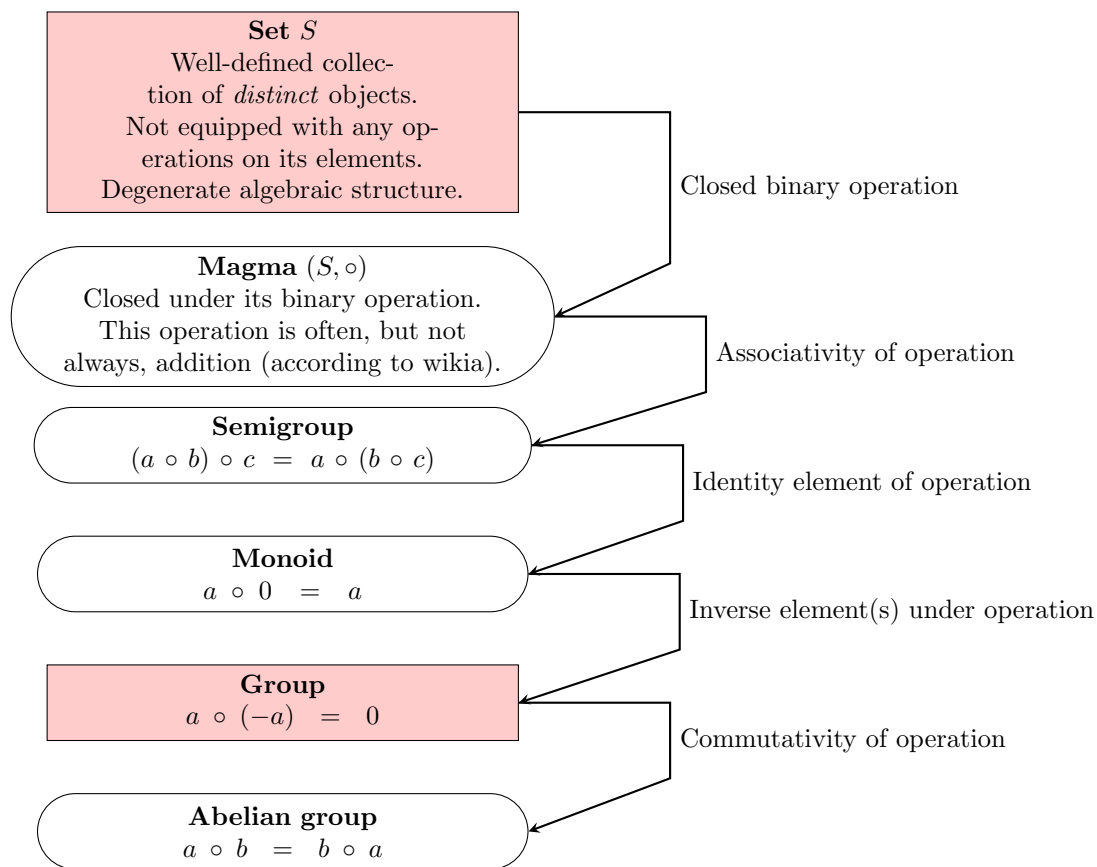 Set S
Well-defined collec-
tion of distinct objects.
Not equipped with any op-
erations on its elements.
Degenerate algebraic structure.
Closed binary operation
Magma (S, ∘)
Closed under its binary operation.
This operation is often, but not
always, addition (according to wikia).
Associativity of operation
Semigroup
(a ∘ b) ∘ c = a ∘ (b ∘ c)
Identity element of operation
Monoid
a ∘ 0 = a
Inverse element(s) under operation
Group
a ∘ (−a) = 0
Commutativity of operation
Abelian group
a ∘ b = b ∘ a